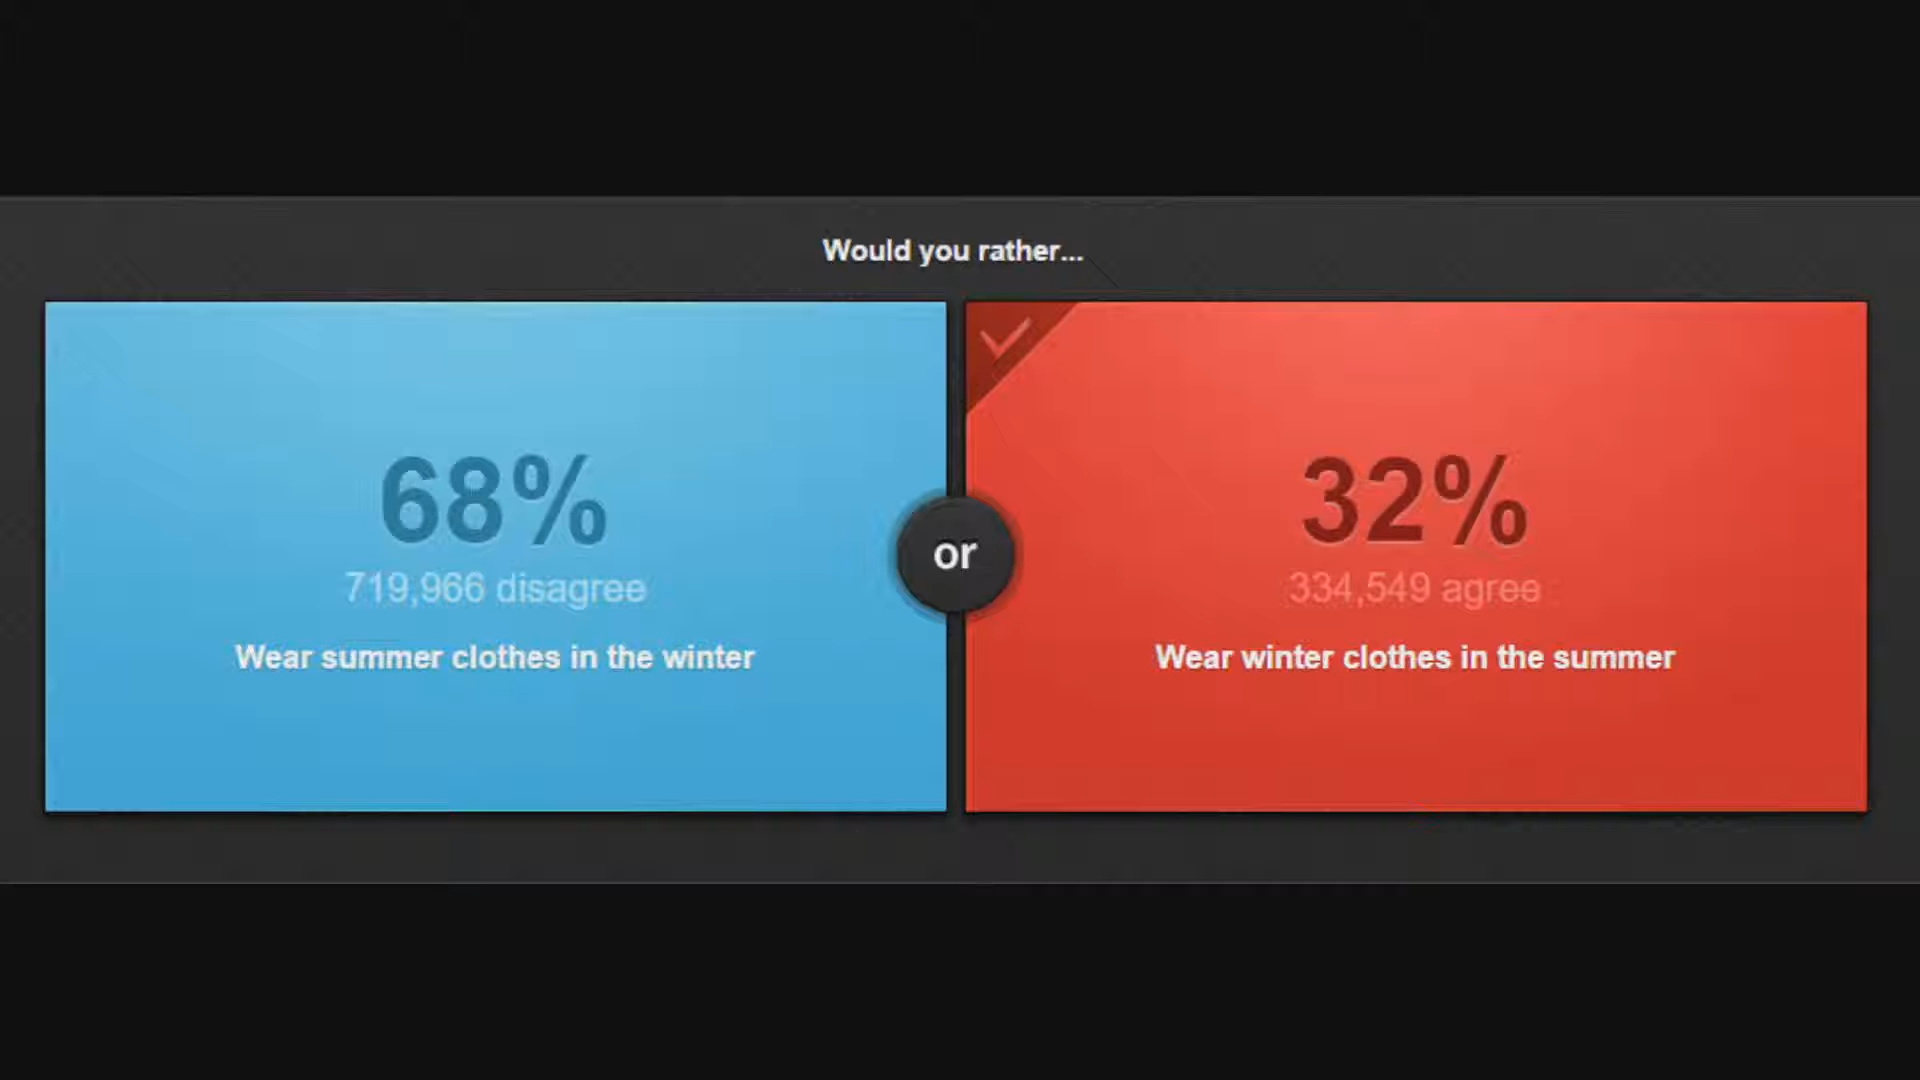 Would you rather...
68%
719,966 disagree
Wear summer clothes in the winter
or
32%
334,549 agree
Wear winter clothes in the summer